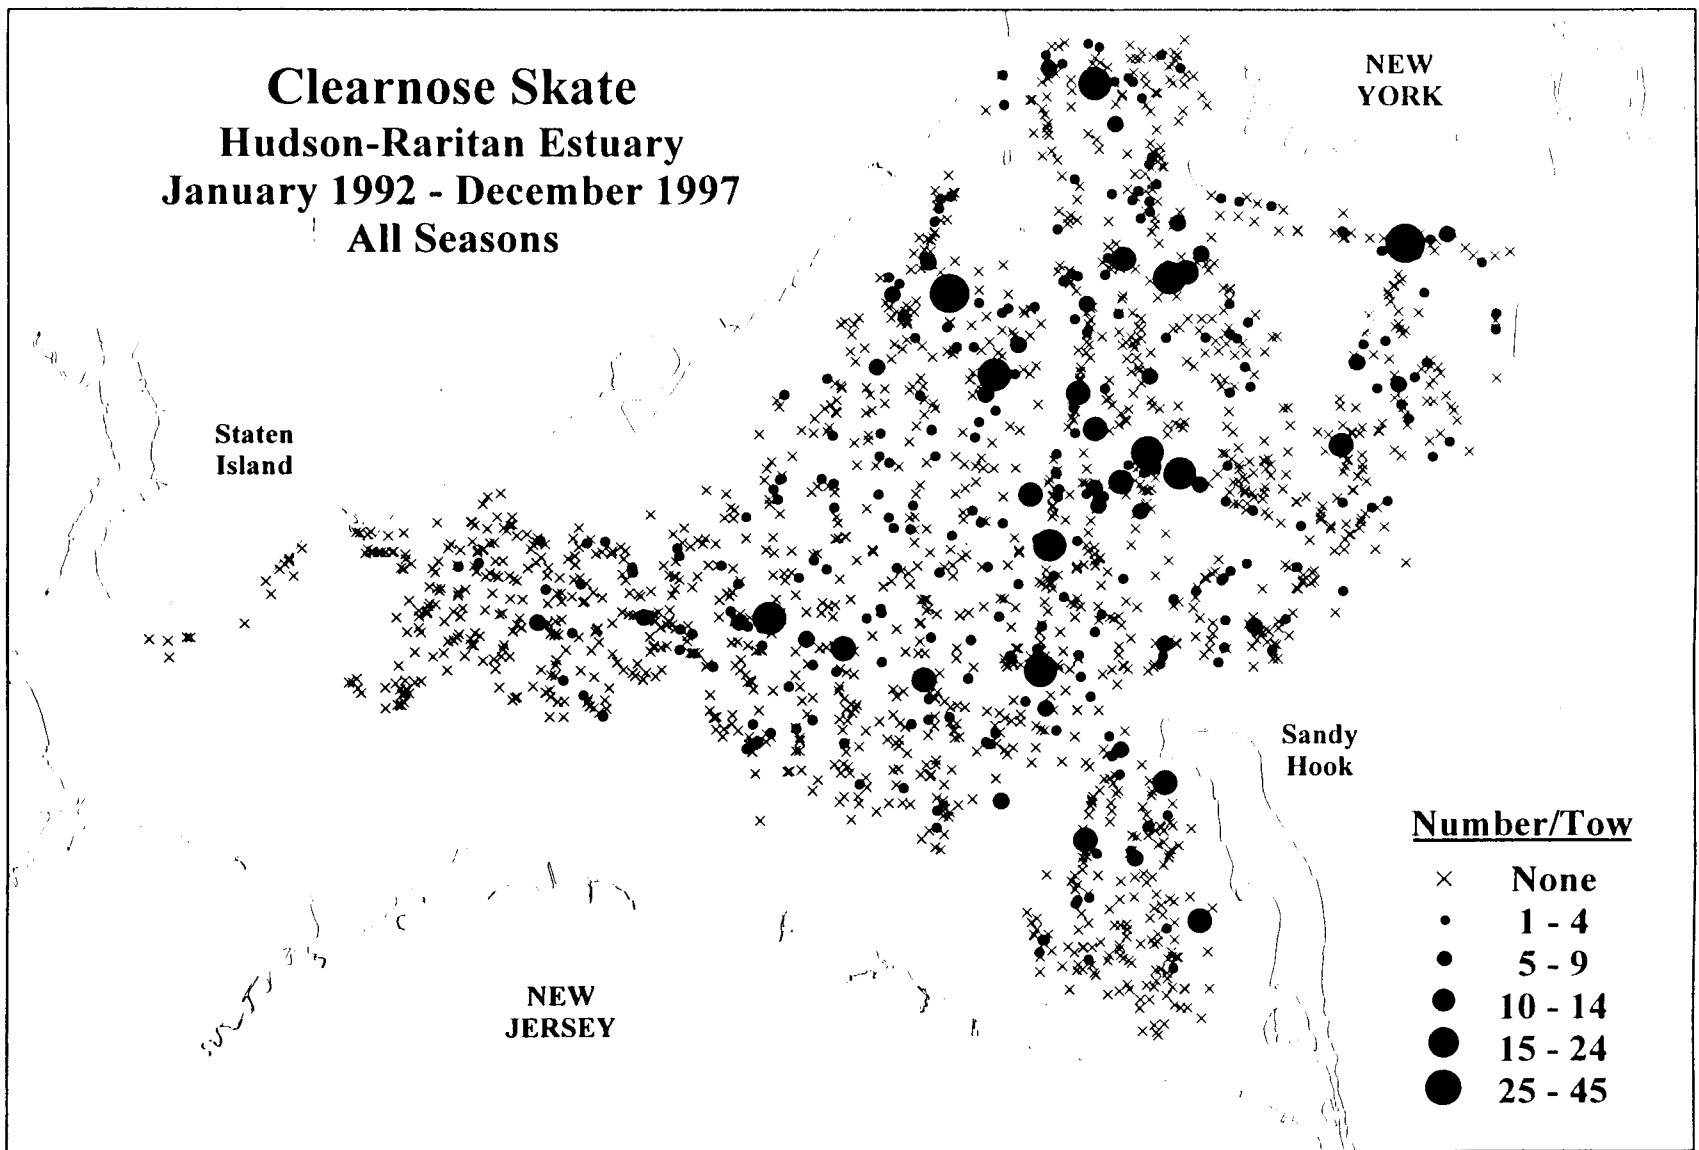 Clearnose Skate
Hudson-Raritan Estuary
January 1992 - December 1997
All Seasons
NEW
YORK
Staten
Island
Sandy
Hook
NEW
JERSEY
Number/Tow
× None
1 - 4
5 - 9
10 - 14
15 - 24
25 - 45